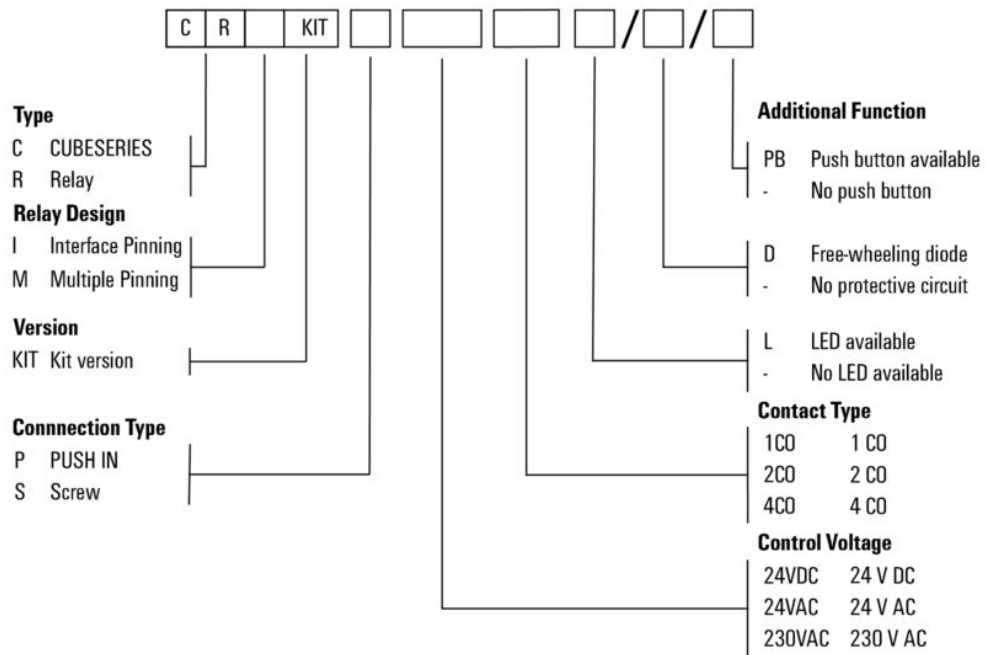 C R KIT / /
Type
C CUBESERIES
R Relay
Relay Design
I Interface Pinning
M Multiple Pinning
Version
KIT Kit version
Connnection Type
P PUSH IN
S Screw
Additional Function
PB Push button available
- No push button
D Free-wheeling diode
- No protective circuit
L LED available
- No LED available
Contact Type
1CO 1 CO
2CO 2 CO
4CO 4 CO
Control Voltage
24VDC 24 V DC
24VAC 24 V AC
230VAC 230 V AC